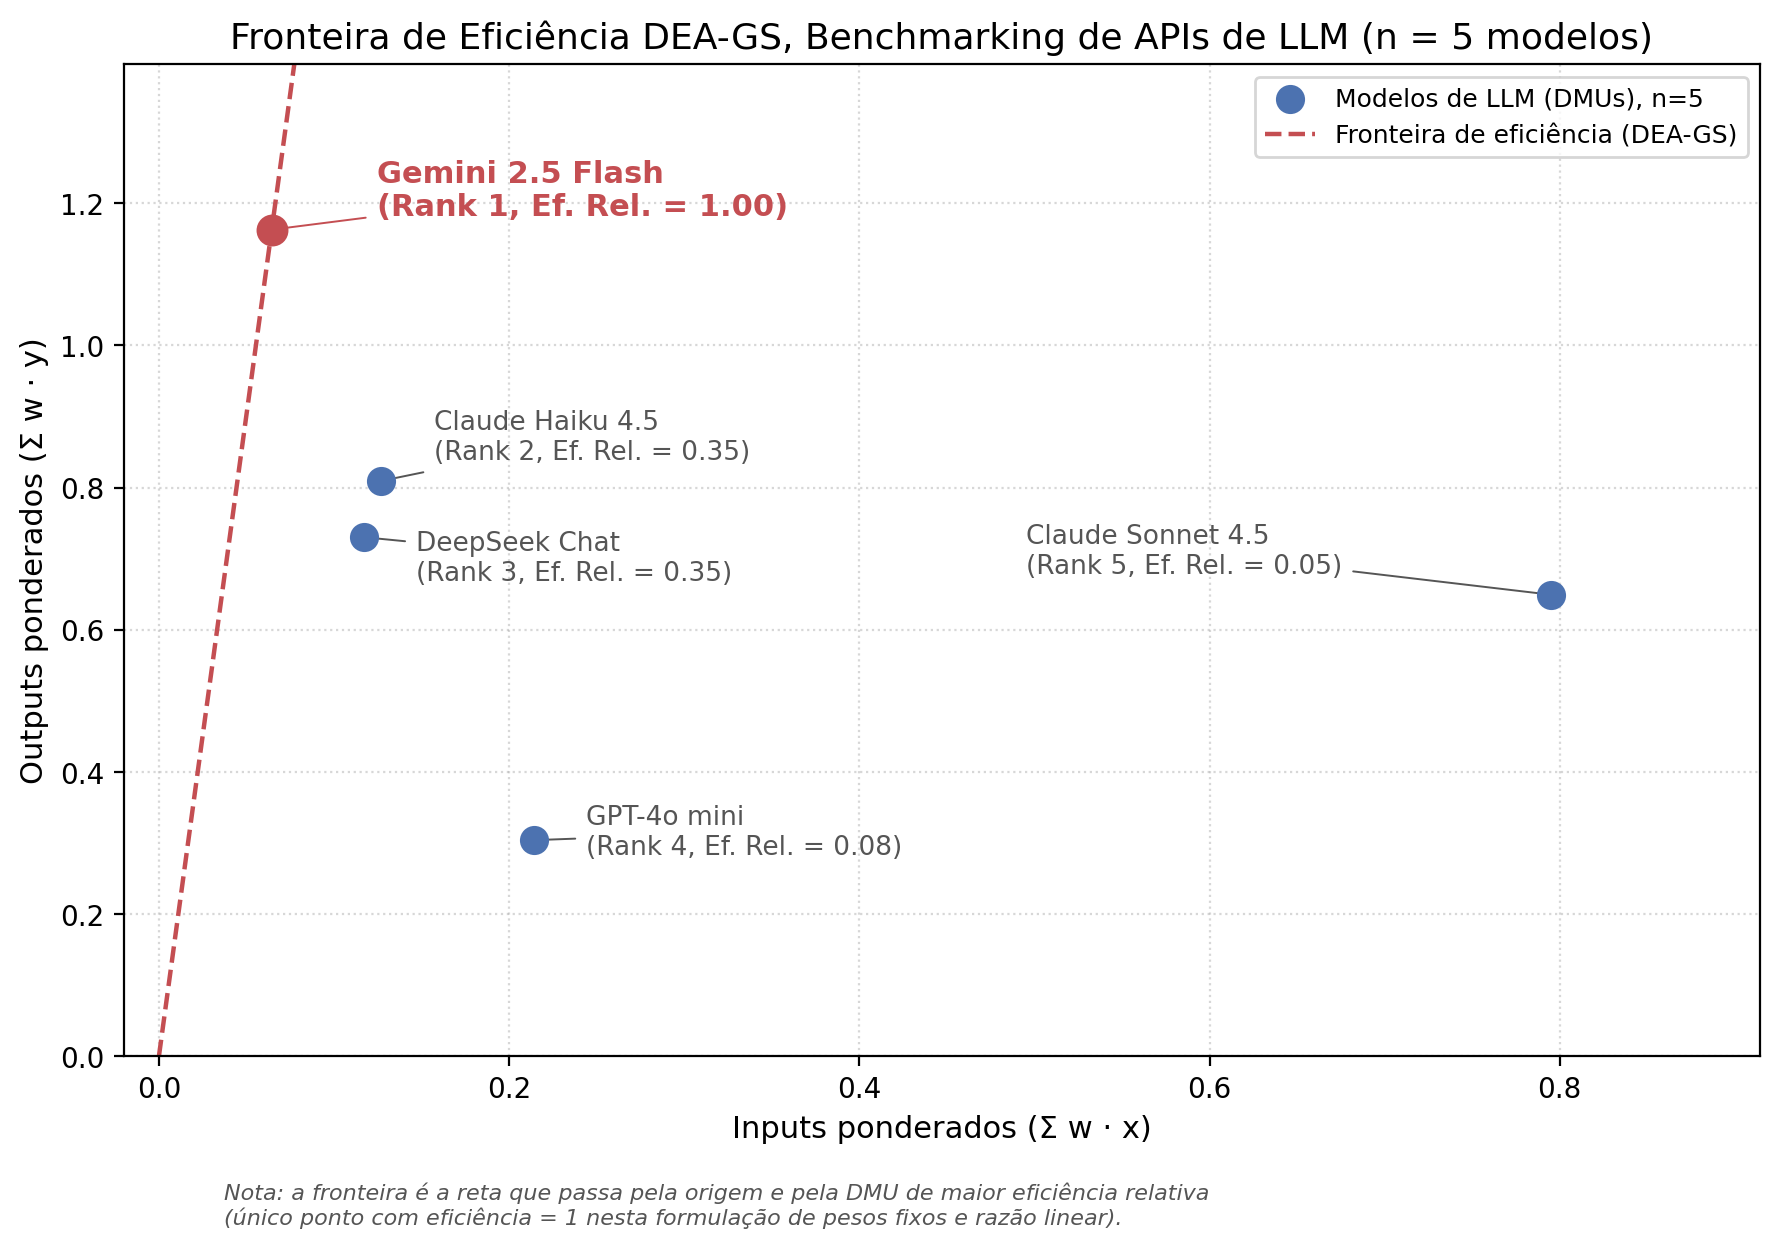 Fronteira de Eficiência DEA-GS, Benchmarking de APIs de LLM (n = 5 modelos)
Modelos de LLM (DMUs), n=5
Fronteira de eficiência (DEA-GS)
Gemini 2.5 Flash
(Rank 1, Ef. Rel. = 1.00)
Claude Haiku 4.5
(Rank 2, Ef. Rel. = 0.35)
DeepSeek Chat
(Rank 3, Ef. Rel. = 0.35)
Claude Sonnet 4.5
(Rank 5, Ef. Rel. = 0.05)
GPT-4o mini
(Rank 4, Ef. Rel. = 0.08)
Outputs ponderados (Σ w · y)
1.2
1.0
0.8
0.6
0.4
0.2
0.0
0.0 0.2 0.4 0.6 0.8
Inputs ponderados (Σ w · x)
Nota: a fronteira é a reta que passa pela origem e pela DMU de maior eficiência relativa
(único ponto com eficiência = 1 nesta formulação de pesos fixos e razão linear).